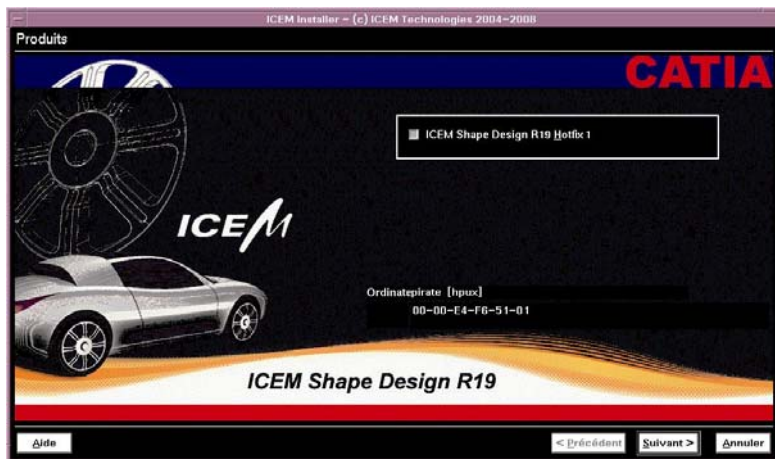 ICEM Installer - (c) ICEM Technologies 2004-2008
Produits
CATIA
ICEM Shape Design R19 Hotfix 1
ICEM
Ordinatepirate [hpux]
00-00-E4-F6-51-01
ICEM Shape Design R19
Aide
< Précédent
Suivant >
Annuler